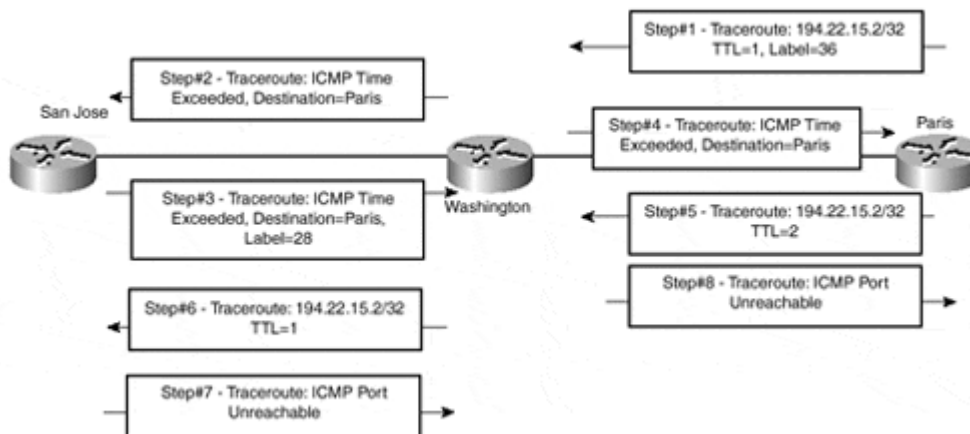 Step#1 - Traceroute: 194.22.15.2/32
TTL=1, Label=36
Step#2 - Traceroute: ICMP Time
Exceeded, Destination=Paris
San Jose
Step#4 - Traceroute: ICMP Time
Exceeded, Destination=Paris
Paris
Step#3 - Traceroute: ICMP Time
Exceeded, Destination=Paris,
Label=28
Washington
Step#5 - Traceroute: 194.22.15.2/32
TTL=2
Step#8 - Traceroute: ICMP Port
Unreachable
Step#6 - Traceroute: 194.22.15.2/32
TTL=1
Step#7 - Traceroute: ICMP Port
Unreachable